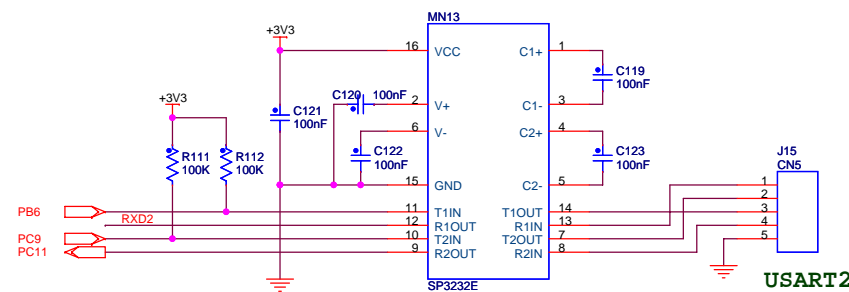 MN13
+3V3
16 VCC C1+ 1
C119
100nF
C120 100nF
+3V3
2 V+ C1- 3
C121
100nF
6 V- C2+ 4
J15
CN5
R111
100K
R112
100K
C122
100nF
C123
100nF
15 GND C2- 5
1
2
3
4
5
PB6
11 T1IN T1OUT 14
RXD2
12 R1OUT R1IN 13
PC9
10 T2IN T2OUT 7
PC11
9 R2OUT R2IN 8
SP3232E
USART2